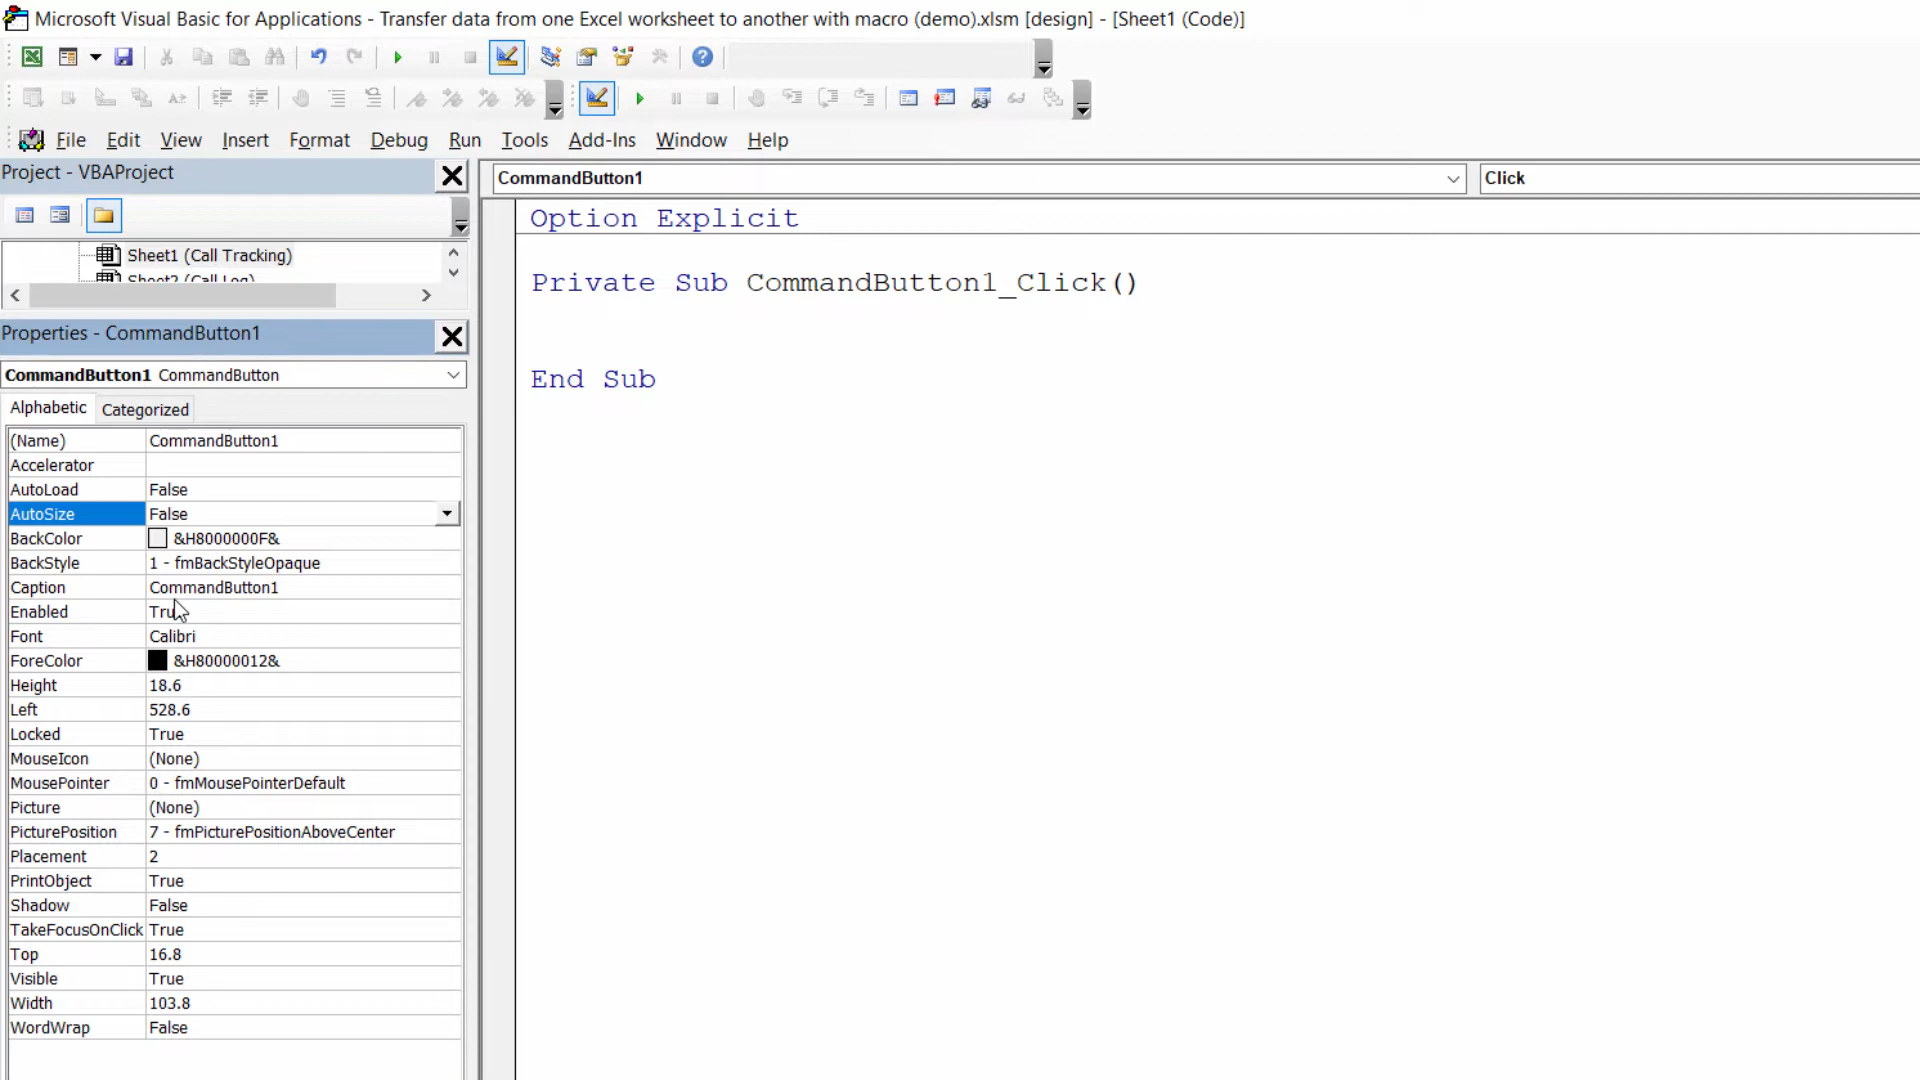 Microsoft Visual Basic for Applications - Transfer data from one Excel worksheet to another with macro (demo).xlsm [design] - [Sheet1 (Code)]
File Edit View Insert Format Debug Run Tools Add-Ins Window Help
Project - VBAProject
Sheet1 (Call Tracking)
Sheet2 (Call Log)
Properties - CommandButton1
CommandButton1 CommandButton
Alphabetic Categorized
(Name) CommandButton1
Accelerator
AutoLoad False
AutoSize False
BackColor &H8000000F&
BackStyle 1 - fmBackStyleOpaque
Caption CommandButton1
Enabled True
Font Calibri
ForeColor &H80000012&
Height 18.6
Left 528.6
Locked True
MouseIcon (None)
MousePointer 0 - fmMousePointerDefault
Picture (None)
PicturePosition 7 - fmPicturePositionAboveCenter
Placement 2
PrintObject True
Shadow False
TakeFocusOnClick True
Top 16.8
Visible True
Width 103.8
WordWrap False
CommandButton1 Click
Option Explicit
Private Sub CommandButton1_Click()
End Sub